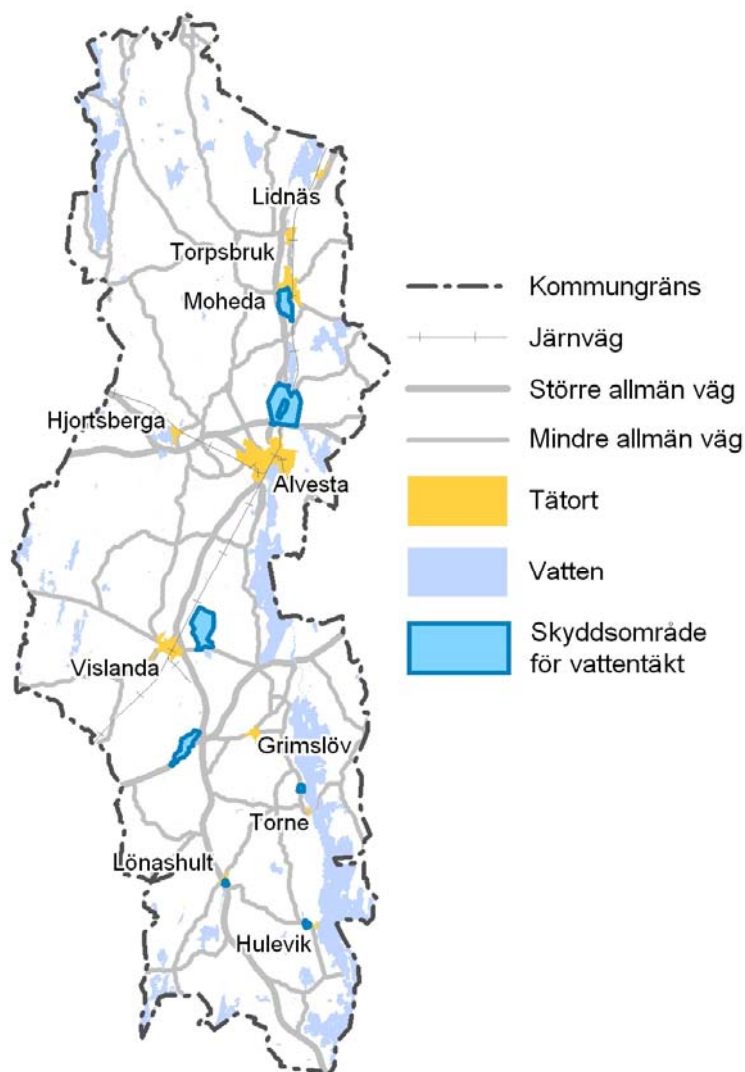 Lidnäs
Torpsbruk
Moheda
Hjortsberga
Alvesta
Vislanda
Grimslöv
Torne
Lönashult
Hulevik
Kommungräns
Järnväg
Större allmän väg
Mindre allmän väg
Tätort
Vatten
Skyddsområde
för vattentäkt